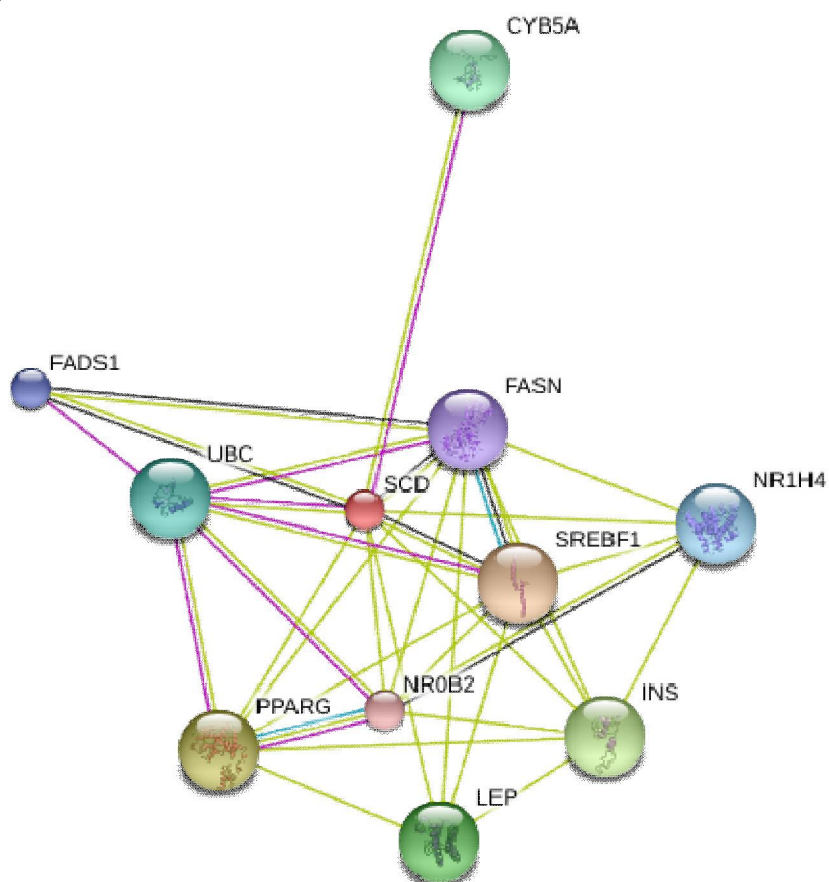 CYB5A
FADS1
FASN
UBC
SCD
NR1H4
SREBF1
NR0B2
INS
PPARG
LEP